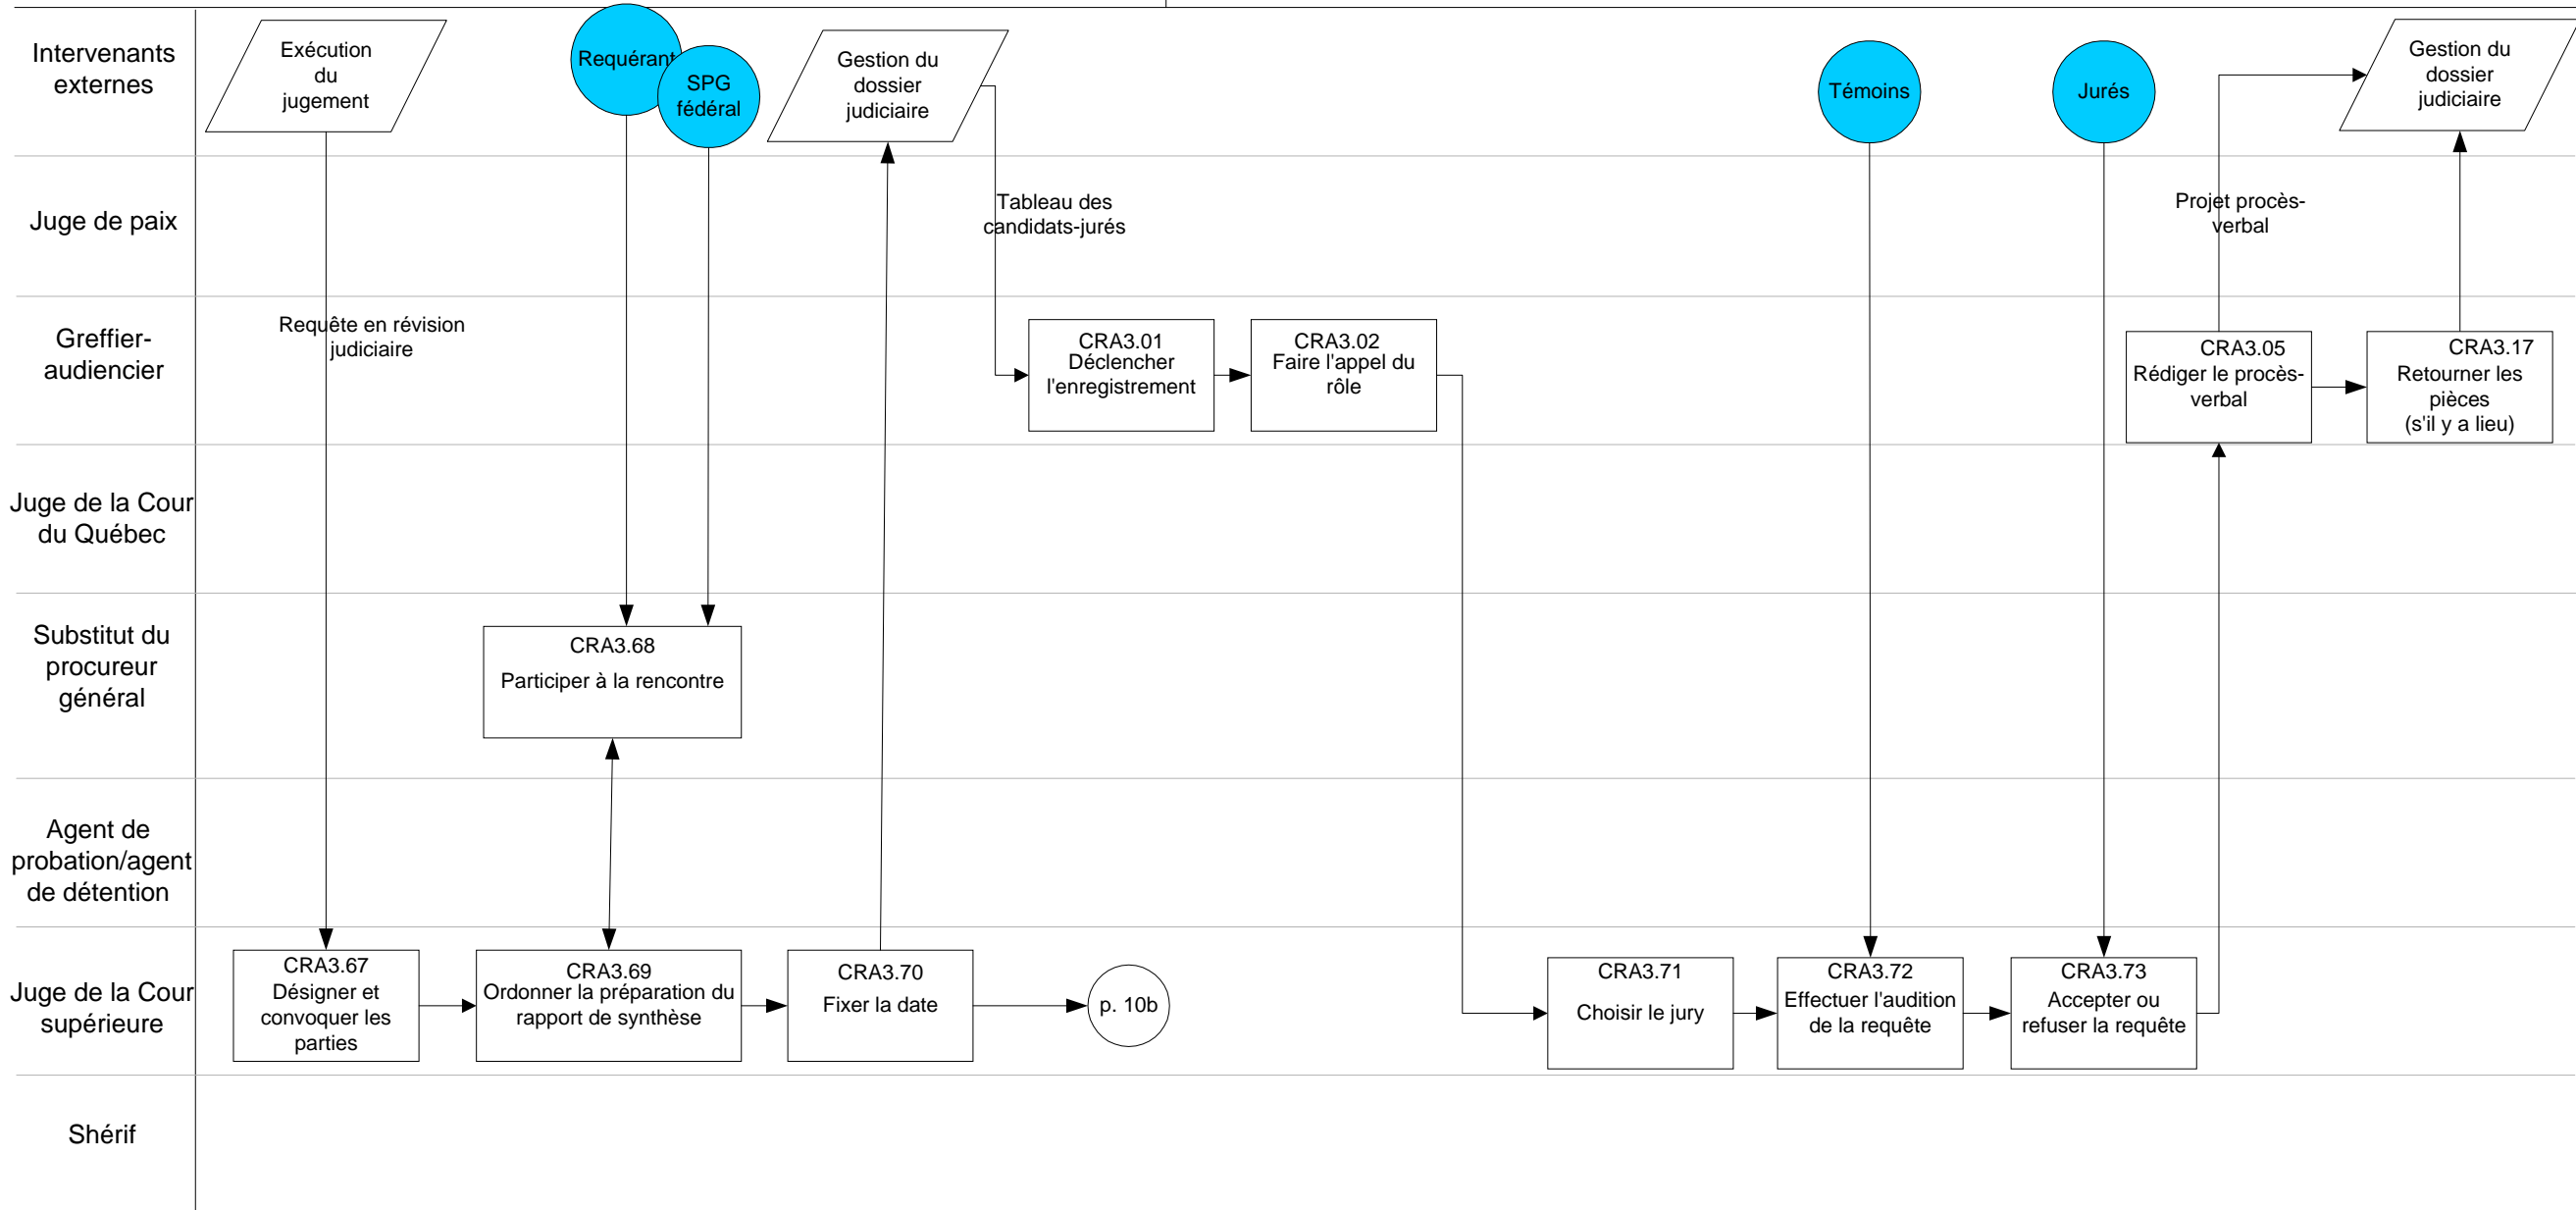 Intervenants
externes
Exécution
du
jugement
Requérant
SPG
fédéral
Gestion du
dossier
judiciaire
Témoins
Jurés
Gestion du
dossier
judiciaire
Juge de paix
Tableau des
candidats-jurés
Projet procès-
verbal
Greffier-
audiencier
Requête en révision
judiciaire
CRA3.01
Déclencher
l'enregistrement
CRA3.02
Faire l'appel du
rôle
CRA3.05
Rédiger le procès-
verbal
CRA3.17
Retourner les
pièces
(s'il y a lieu)
Juge de la Cour
du Québec
Substitut du
procureur
général
CRA3.68
Participer à la rencontre
Agent de
probation/agent
de détention
Juge de la Cour
supérieure
CRA3.67
Désigner et
convoquer les
parties
CRA3.69
Ordonner la préparation du
rapport de synthèse
CRA3.70
Fixer la date
p. 10b
CRA3.71
Choisir le jury
CRA3.72
Effectuer l'audition
de la requête
CRA3.73
Accepter ou
refuser la requête
Shérif